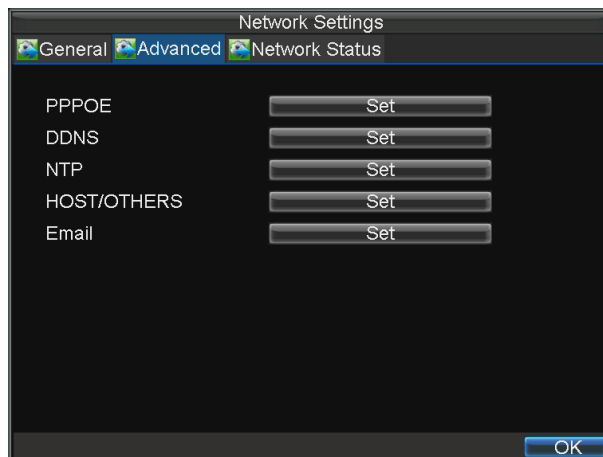 Network Settings
General Advanced Network Status
PPPOE Set
DDNS Set
NTP Set
HOST/OTHERS Set
Email Set
OK